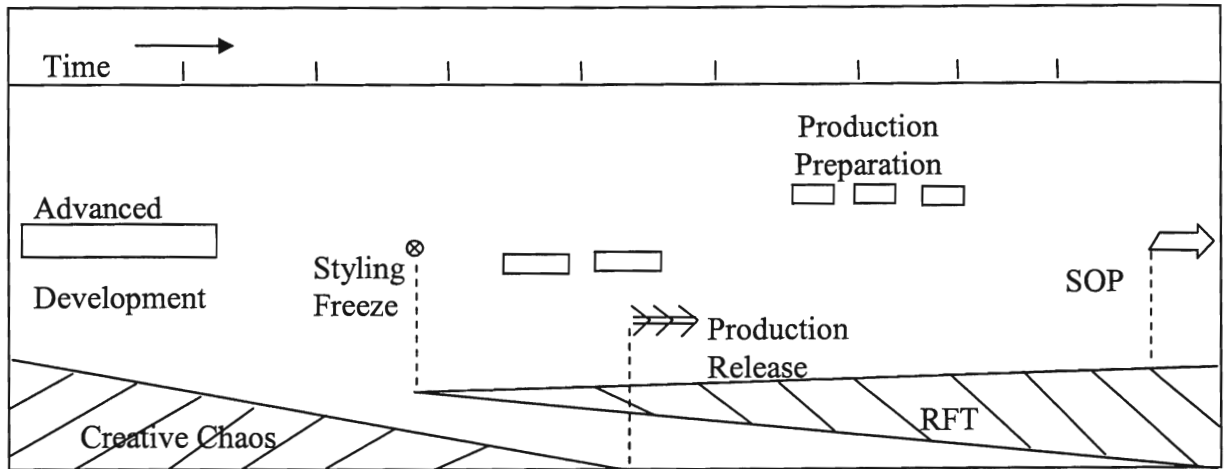 Time
Production
Preparation
Advanced
Development
Styling
Freeze
SOP
Production
Release
RFT
Creative Chaos